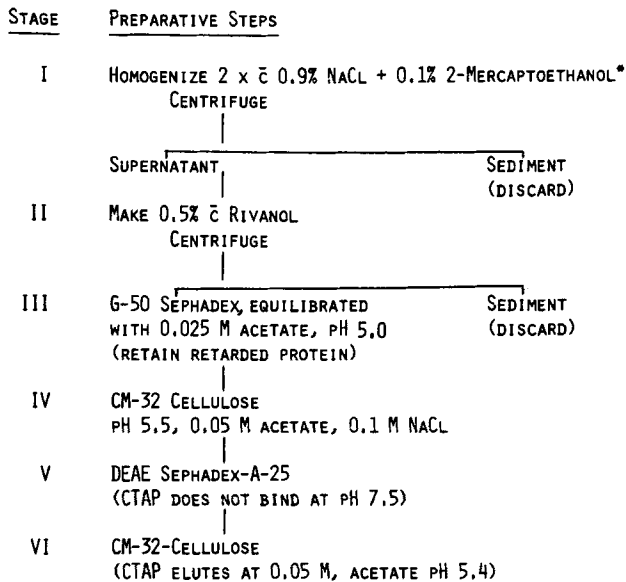 STAGE PREPARATIVE STEPS
I HOMOGENIZE 2 x c̄ 0.9% NaCl + 0.1% 2-MERCAPTOETHANOL*
CENTRIFUGE
SUPERNATANT SEDIMENT
(DISCARD)
II MAKE 0.5% c̄ RIVANOL
CENTRIFUGE
III G-50 SEPHADEX, EQUILIBRATED SEDIMENT
WITH 0.025 M ACETATE, pH 5.0 (DISCARD)
(RETAIN RETARDED PROTEIN)
IV CM-32 CELLULOSE
pH 5.5, 0.05 M ACETATE, 0.1 M NaCl
V DEAE SEPHADEX-A-25
(CTAP DOES NOT BIND AT pH 7.5)
VI CM-32-CELLULOSE
(CTAP ELUTES AT 0.05 M, ACETATE pH 5.4)